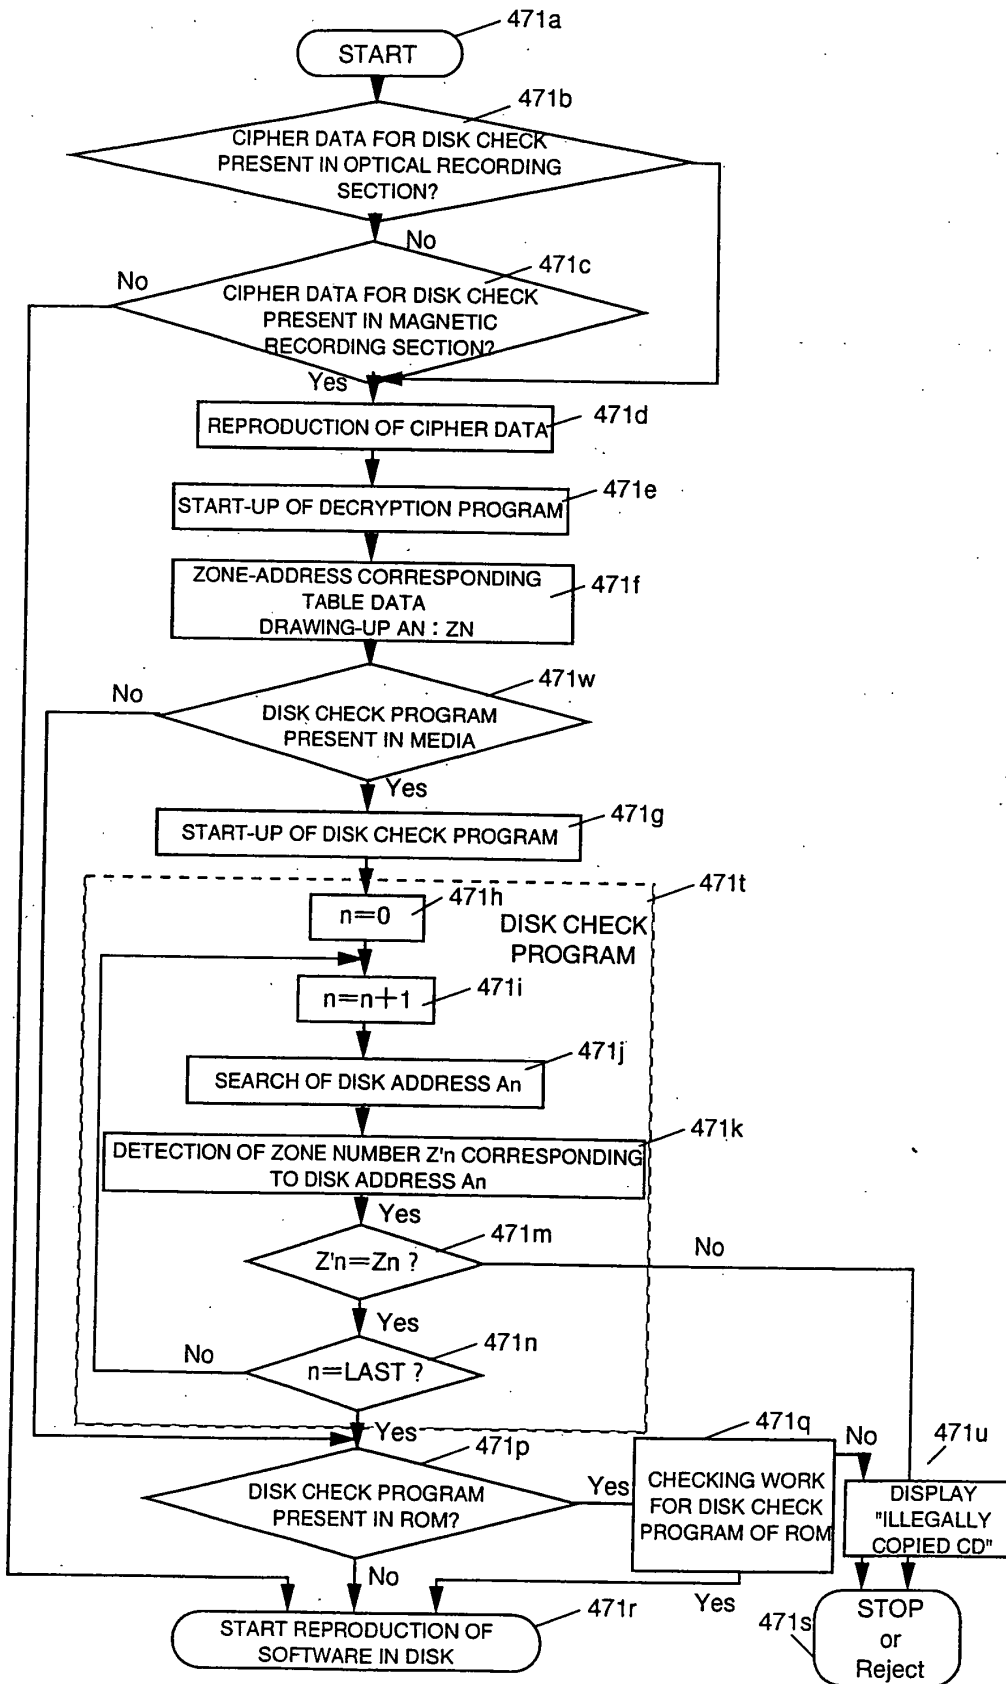 471a
START
471b
CIPHER DATA FOR DISK CHECK
PRESENT IN OPTICAL RECORDING
SECTION?
No
No
471c
CIPHER DATA FOR DISK CHECK
PRESENT IN MAGNETIC
RECORDING SECTION?
Yes
471d
REPRODUCTION OF CIPHER DATA
471e
START-UP OF DECRYPTION PROGRAM
ZONE-ADDRESS CORRESPONDING
TABLE DATA
DRAWING-UP AN : ZN
471f
471w
No
DISK CHECK PROGRAM
PRESENT IN MEDIA
Yes
471g
START-UP OF DISK CHECK PROGRAM
471t
471h
n=0
DISK CHECK
PROGRAM
n=n+1
471i
471j
SEARCH OF DISK ADDRESS An
471k
DETECTION OF ZONE NUMBER Z'n CORRESPONDING
TO DISK ADDRESS An
Yes
471m
No
Z'n=Zn ?
Yes
471n
No
n=LAST ?
Yes
471p
471q
No
471u
DISK CHECK PROGRAM
PRESENT IN ROM?
Yes
CHECKING WORK
FOR DISK CHECK
PROGRAM OF ROM
DISPLAY
"ILLEGALLY
COPIED CD"
No
Yes
471r
START REPRODUCTION OF
SOFTWARE IN DISK
471s
STOP
or
Reject